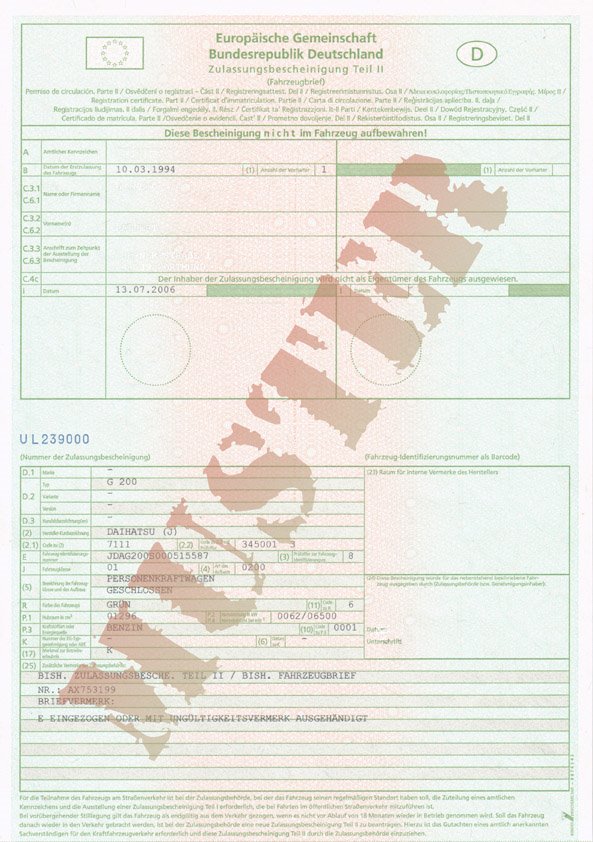 Europäische Gemeinschaft
D
Bundesrepublik Deutschland
Zulassungsbescheinigung Teil II
(Fahrzeugbrief)
Permiso de circulación. Parte II / Osvědčení o registraci – Část II / Registreringsattest. Del II / Registreerimistunnistus. Osa II /
Registration certificate. Part II / Certificat d'immatriculation. Partie II / Carta di circolazione. Parte II / Reģistrācijas apliecība. II. daļa /
Registracijos liudijimas. II dalis / Forgalmi engedély. II. Rész / Ċertifikat ta' Reġistrazzjoni. It-II Parti / Kentekenbewijs. Deel II / Dowód Rejestracyjny. Część II /
Certificado de matrícula. Parte II / Osvedčenie o evidencii. Časť II / Prometno dovoljenje. Del II / Rekisteröintitodistus. Osa II / Registreringsbeviset. Del II
Diese Bescheinigung nicht im Fahrzeug aufbewahren!
A Amtliches Kennzeichen
B Datum der Erstzulassung des Fahrzeugs 10.03.1994 (1) Anzahl der Vorhalter 1 (1) Anzahl der Vorhalter
C.3.1
C.6.1 Name oder Firmenname
C.3.2
C.6.2 Vorname(n)
C.3.3 Anschrift zum Zeitpunkt
C.6.3 der Ausstellung der Bescheinigung
C.4c Der Inhaber der Zulassungsbescheinigung wird nicht als Eigentümer des Fahrzeugs ausgewiesen.
I Datum 13.07.2006 I Datum
MUSTER
UL239000
(Nummer der Zulassungsbescheinigung) (Fahrzeug-Identifizierungsnummer als Barcode)
D.1 Marke – (23) Raum für interne Vermerke des Herstellers
D.2 Typ G 200
Variante –
Version –
D.3 Handelsbezeichnung(en) –
(2) Hersteller-Kurzbezeichnung DAIHATSU (J)
(2.1) Code zu (2) 7111 (2.2) 345001 3
E Fahrzeug-Identifizierungsnummer JDAG200S000515587 (3) Prüfziffer zur Fahrzeug-Identifizierungsnummer 8
J Fahrzeugklasse 01 (4) Art des Aufbaus 0200
(5) Bezeichnung der Fahrzeugklasse und des Aufbaus PERSONENKRAFTWAGEN
GESCHLOSSEN
(24) Diese Bescheinigung wurde für das nebenstehend beschriebene Fahrzeug ausgegeben durch (Zulassungsbehörde bzw. Genehmigungsinhaber):
R Farbe des Fahrzeugs GRÜN (11) Code zu R 6
P.1 Hubraum in cm³ 01296 P.2 P.4 0062/06500
P.3 Kraftstoffart oder Energiequelle BENZIN (10) Code zu P.3 0001 Datum
K Nummer der EG-Typgenehmigung oder ABE – (6) Datum zu K – Unterschrift
(17) Merkmal zur Betriebserlaubnis K
(25) Zusätzliche Vermerke der Zulassungsbehörde:
BISH. ZULASSUNGSBESCHE. TEIL II / BISH. FAHRZEUGBRIEF
NR.: AX753199
BRIEFVERMERK:
E EINGEZOGEN ODER MIT UNGÜLTIGKEITSVERMERK AUSGEHÄNDIGT
Für die Teilnahme des Fahrzeugs am Straßenverkehr ist bei der Zulassungsbehörde, bei der das Fahrzeug seinen regelmäßigen Standort haben soll, die Zuteilung eines amtlichen
Kennzeichens und die Ausstellung einer Zulassungsbescheinigung Teil I erforderlich, die bei Fahrten im öffentlichen Straßenverkehr mitzuführen ist.
Bei vorübergehender Stilllegung gilt das Fahrzeug als endgültig aus dem Verkehr gezogen, wenn es nicht vor Ablauf von 18 Monaten wieder in Betrieb genommen wird. Soll das Fahrzeug
danach wieder in den Verkehr gebracht werden, ist bei der Zulassungsbehörde eine neue Zulassungsbescheinigung Teil II zu beantragen. Hierzu ist das Gutachten eines amtlich anerkannten
Sachverständigen für den Kraftfahrzeugverkehr erforderlich und diese Zulassungsbescheinigung Teil II durch die Zulassungsbehörde einzuziehen.